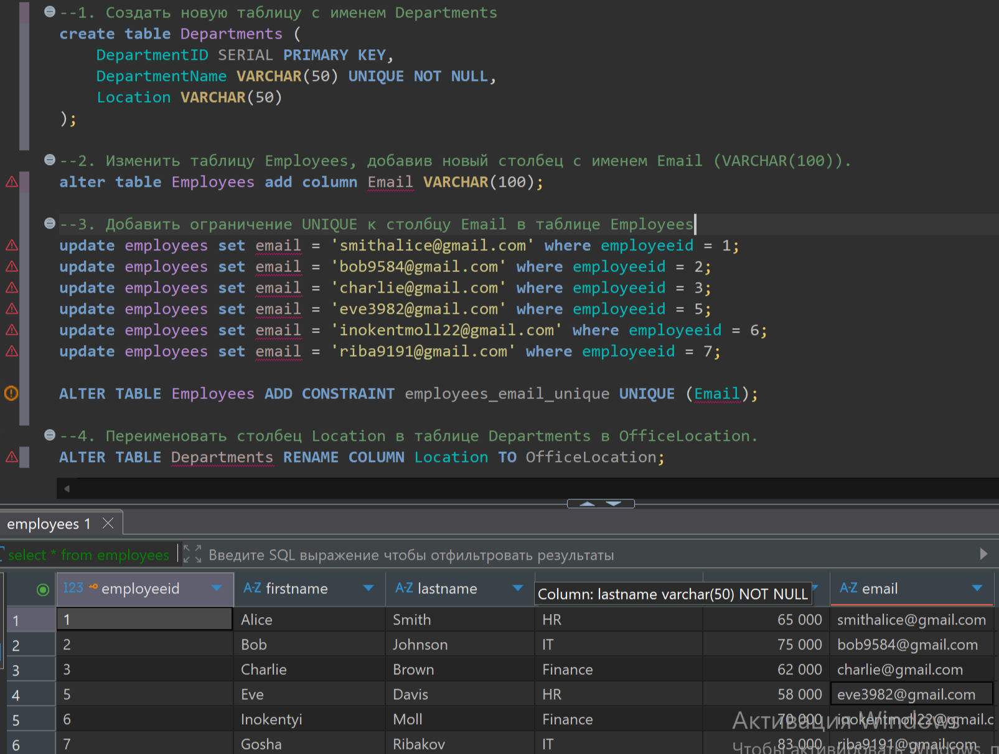 --1. Создать новую таблицу с именем Departments
create table Departments (
    DepartmentID SERIAL PRIMARY KEY,
    DepartmentName VARCHAR(50) UNIQUE NOT NULL,
    Location VARCHAR(50)
);
--2. Изменить таблицу Employees, добавив новый столбец с именем Email (VARCHAR(100)).
alter table Employees add column Email VARCHAR(100);
--3. Добавить ограничение UNIQUE к столбцу Email в таблице Employees
update employees set email = 'smithalice@gmail.com' where employeeid = 1;
update employees set email = 'bob9584@gmail.com' where employeeid = 2;
update employees set email = 'charlie@gmail.com' where employeeid = 3;
update employees set email = 'eve3982@gmail.com' where employeeid = 5;
update employees set email = 'inokentmoll22@gmail.com' where employeeid = 6;
update employees set email = 'riba9191@gmail.com' where employeeid = 7;
ALTER TABLE Employees ADD CONSTRAINT employees_email_unique UNIQUE (Email);
--4. Переименовать столбец Location в таблице Departments в OfficeLocation.
ALTER TABLE Departments RENAME COLUMN Location TO OfficeLocation;
employees 1
select * from employees Введите SQL выражение чтобы отфильтровать результаты
123 employeeid A-Z firstname A-Z lastname Column: lastname varchar(50) NOT NULL A-Z email
1 1 Alice Smith HR 65 000 smithalice@gmail.com
2 2 Bob Johnson IT 75 000 bob9584@gmail.com
3 3 Charlie Brown Finance 62 000 charlie@gmail.com
4 5 Eve Davis HR 58 000 eve3982@gmail.com
5 6 Inokentyi Moll Finance 70 000 inokentmoll22@gmail.c
6 7 Gosha Ribakov IT 83 000 riba9191@gmail.com
Активация Windows
Чтобы активировать Windows, п